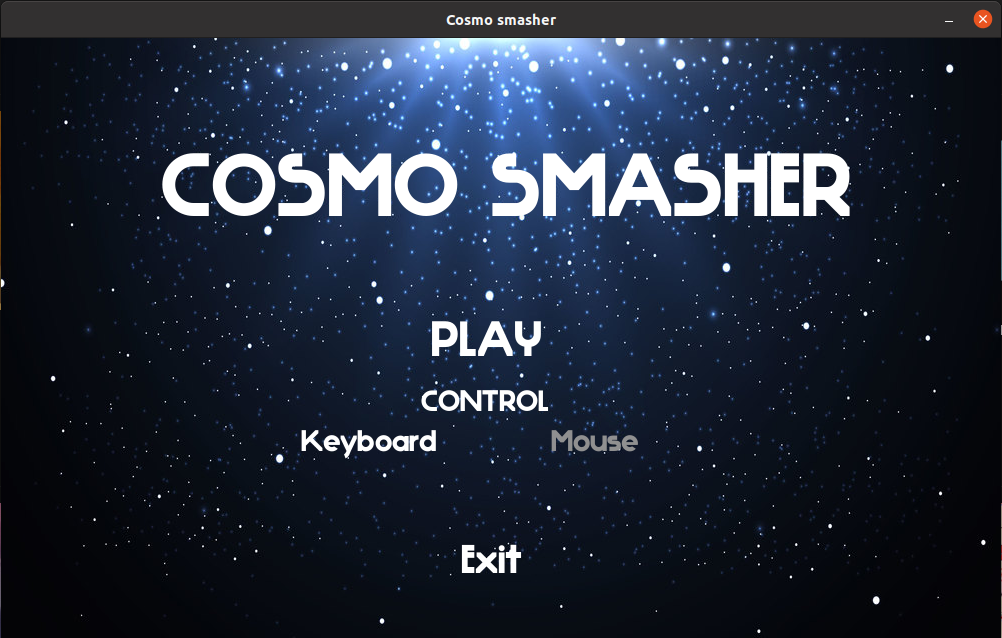 Cosmo smasher
COSMO SMASHER
PLAY
CONTROL
Keyboard Mouse
Exit